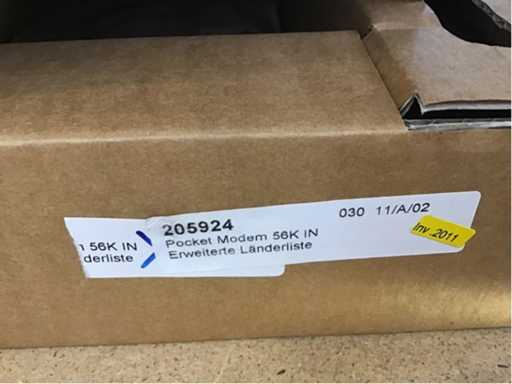 205924
030 11/A/02
Pocket Modem 56K IN
Erweiterte Länderliste
Inv.2011
56K IN
derliste